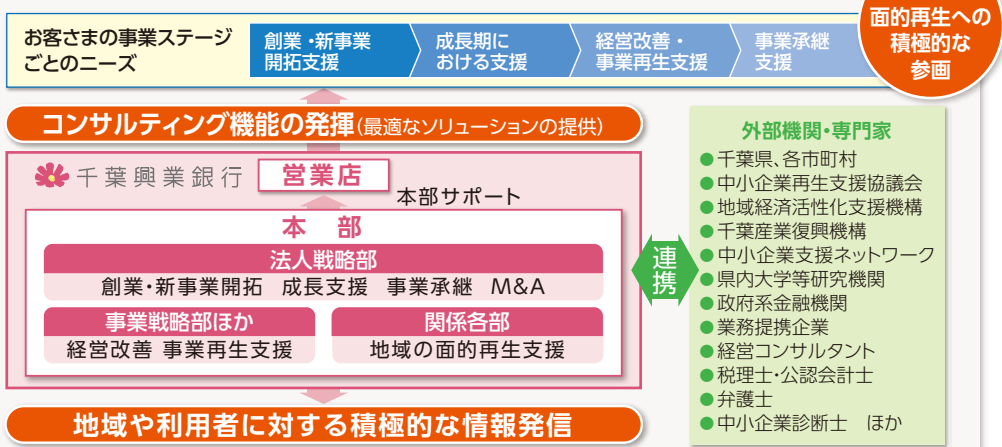 お客さまの事業ステージ
ごとのニーズ
創業・新事業
開拓支援
成長期に
おける支援
経営改善・
事業再生支援
事業承継
支援
面的再生への
積極的な
参画
コンサルティング機能の発揮(最適なソリューションの提供)
千葉興業銀行
営業店
本部サポート
本 部
法人戦略部
創業・新事業開拓 成長支援 事業承継 M&A
事業戦略部ほか
経営改善 事業再生支援
関係各部
地域の面的再生支援
地域や利用者に対する積極的な情報発信
連携
外部機関・専門家
●千葉県、各市町村
●中小企業再生支援協議会
●地域経済活性化支援機構
●千葉産業復興機構
●中小企業支援ネットワーク
●県内大学等研究機関
●政府系金融機関
●業務提携企業
●経営コンサルタント
●税理士・公認会計士
●弁護士
●中小企業診断士 ほか